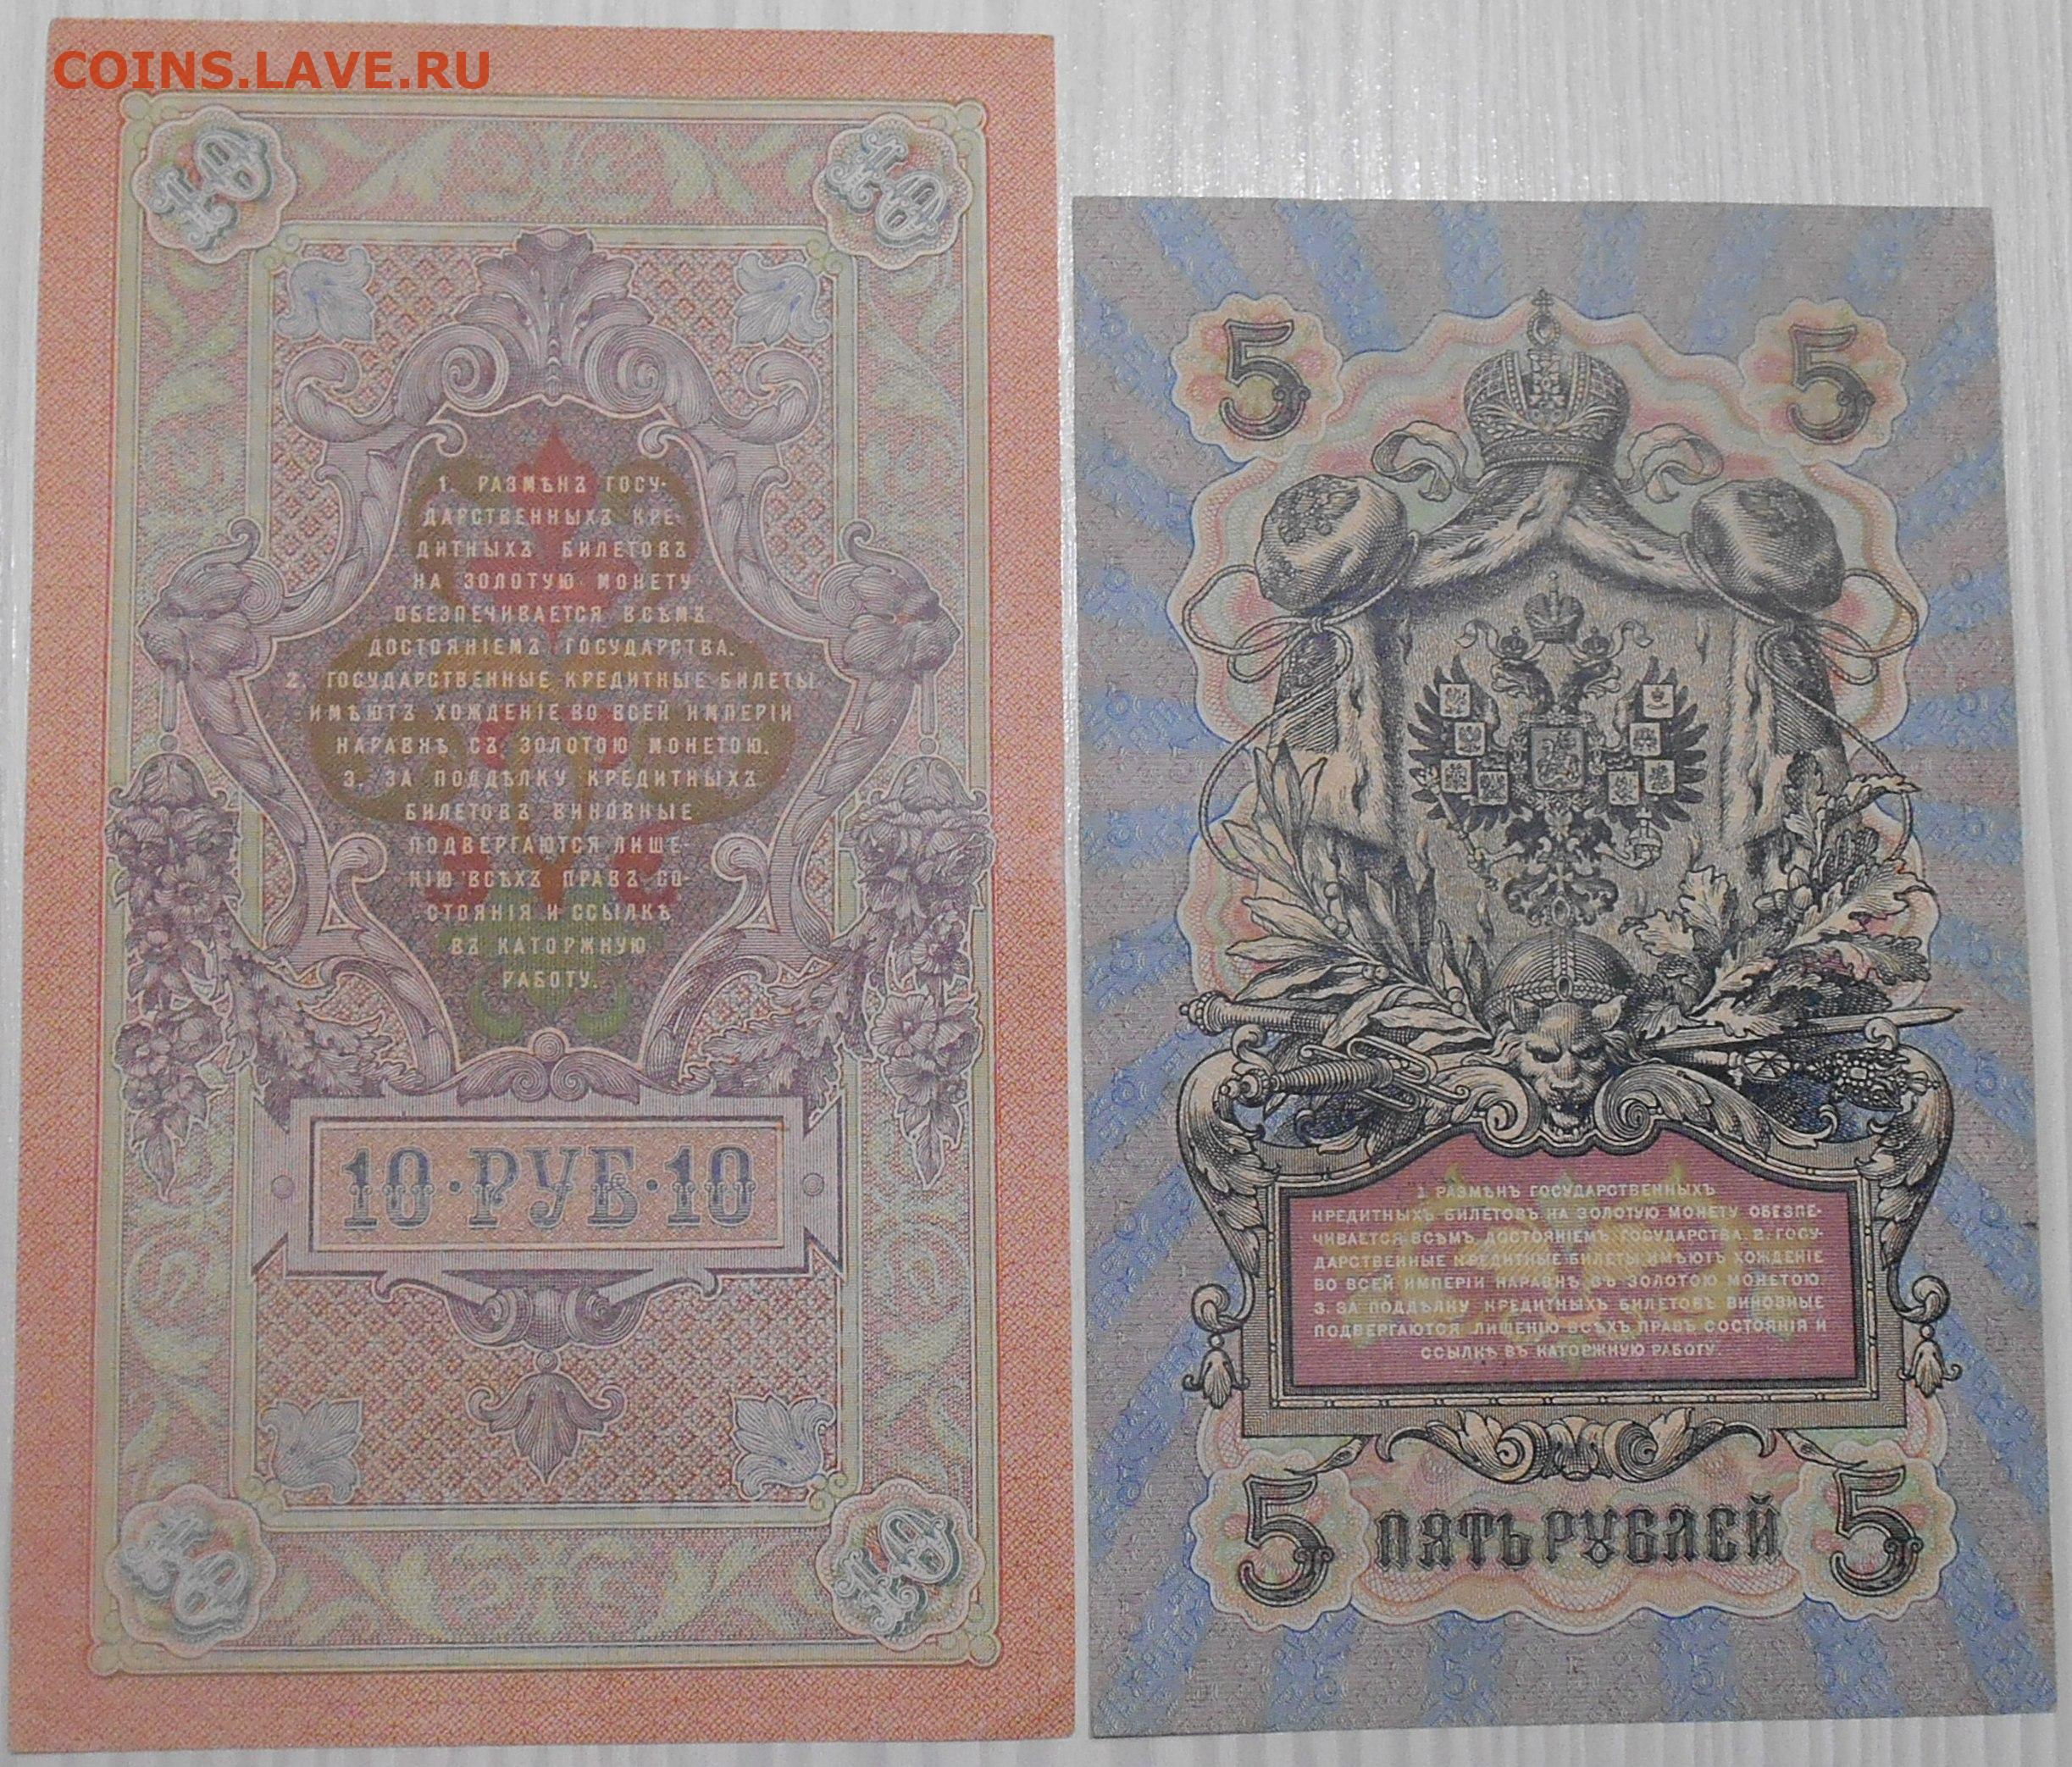 COINS.LAVE.RU
10 10
1. РАЗМѢНЪ ГОСУ-
ДАРСТВЕННЫХЪ КРЕ-
ДИТНЫХЪ БИЛЕТОВЪ
НА ЗОЛОТУЮ МОНЕТУ
ОБЕЗПЕЧИВАЕТСЯ ВСѢМЪ
ДОСТОЯНІЕМЪ ГОСУДАРСТВА.
2. ГОСУДАРСТВЕННЫЕ КРЕДИТНЫЕ БИЛЕТЫ
ИМѢЮТЪ ХОЖДЕНІЕ ВО ВСЕЙ ИМПЕРІИ
НАРАВНѢ СЪ ЗОЛОТОЮ МОНЕТОЮ.
3. ЗА ПОДДѢЛКУ КРЕДИТНЫХЪ
БИЛЕТОВЪ ВИНОВНЫЕ
ПОДВЕРГАЮТСЯ ЛИШЕ-
НІЮ ВСѢХЪ ПРАВЪ СО-
СТОЯНІЯ И ССЫЛКѢ
ВЪ КАТОРЖНУЮ
РАБОТУ.
10·РУБ·10
10 10
5 5
1. РАЗМѢНЪ ГОСУДАРСТВЕННЫХЪ
КРЕДИТНЫХЪ БИЛЕТОВЪ НА ЗОЛОТУЮ МОНЕТУ ОБЕЗПЕ-
ЧИВАЕТСЯ ВСѢМЪ ДОСТОЯНІЕМЪ ГОСУДАРСТВА. 2. ГОСУ-
ДАРСТВЕННЫЕ КРЕДИТНЫЕ БИЛЕТЫ ИМѢЮТЪ ХОЖДЕНІЕ
ВО ВСЕЙ ИМПЕРІИ НАРАВНѢ СЪ ЗОЛОТОЮ МОНЕТОЮ.
3. ЗА ПОДДѢЛКУ КРЕДИТНЫХЪ БИЛЕТОВЪ ВИНОВНЫЕ
ПОДВЕРГАЮТСЯ ЛИШЕНІЮ ВСѢХЪ ПРАВЪ СОСТОЯНІЯ И
ССЫЛКѢ ВЪ КАТОРЖНУЮ РАБОТУ.
5 ПЯТЬ РУБЛЕЙ 5